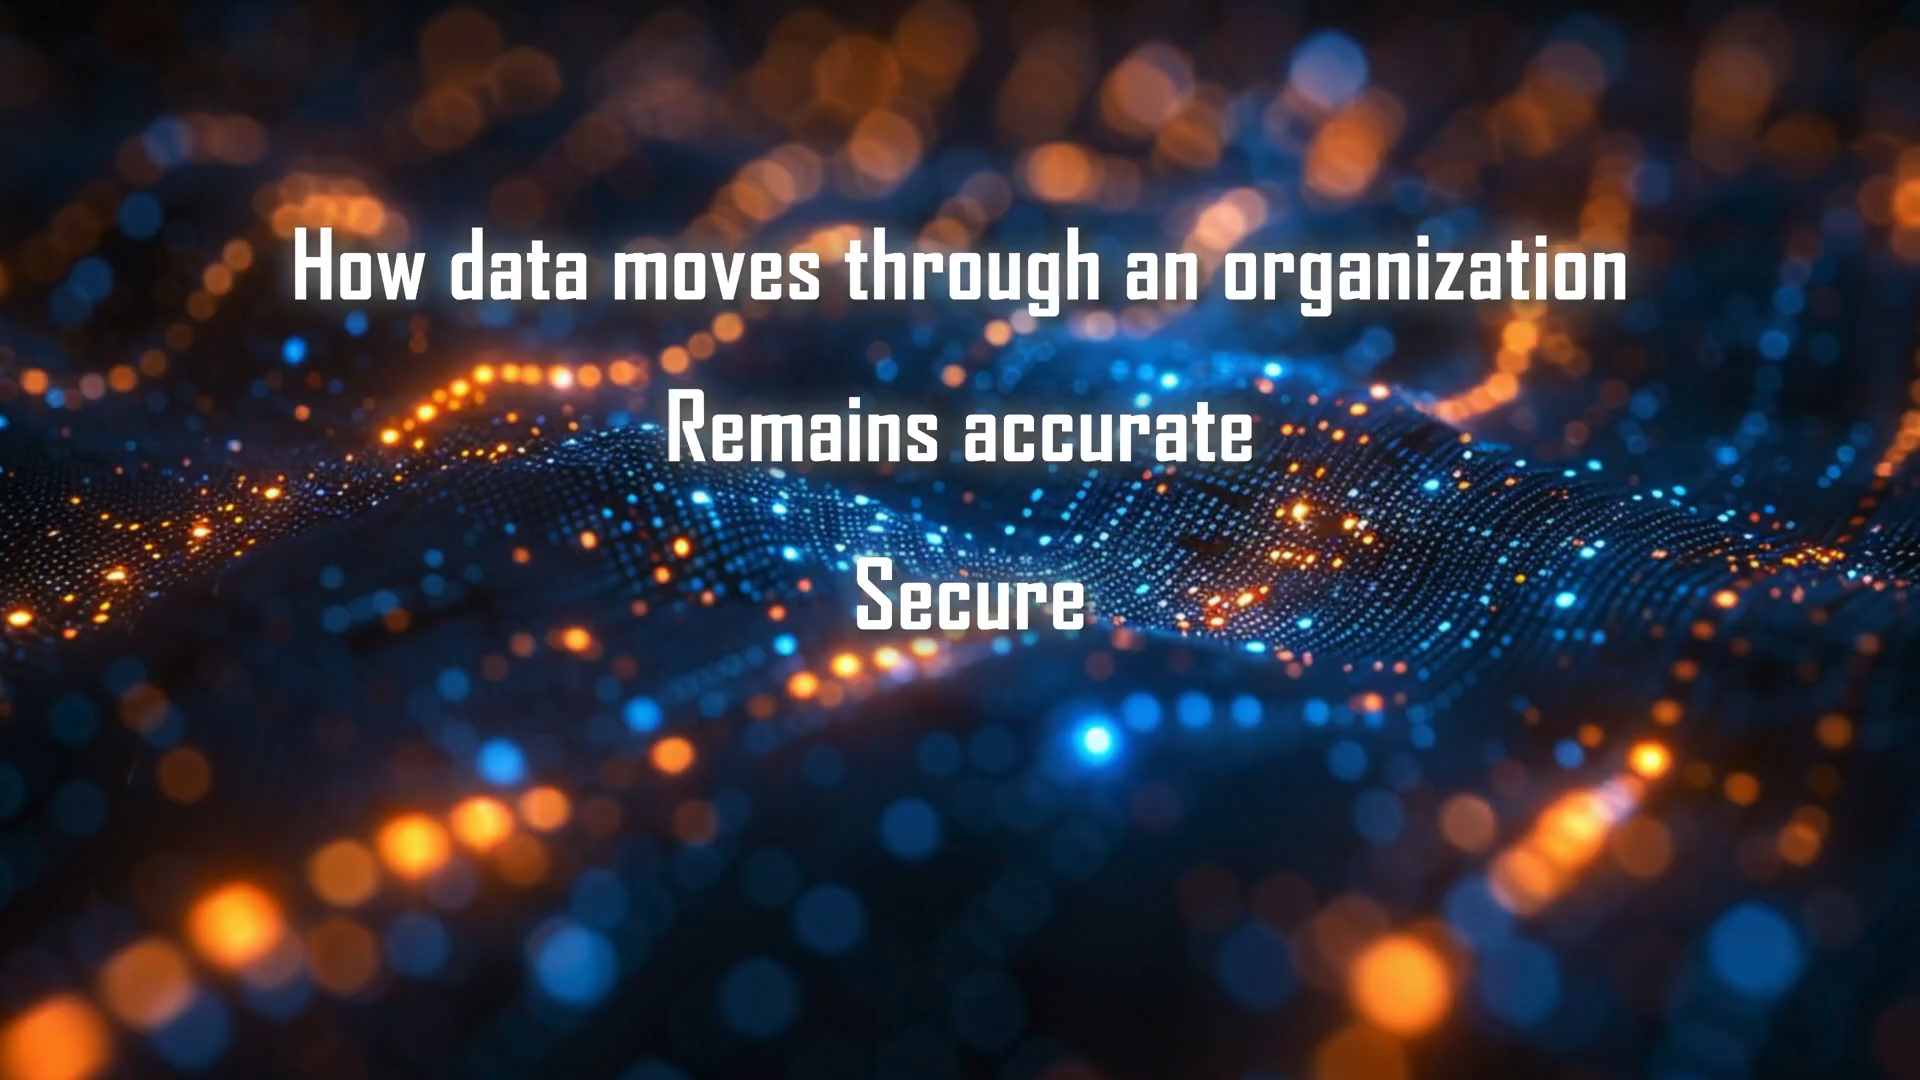 How data moves through an organization
Remains accurate
Secure